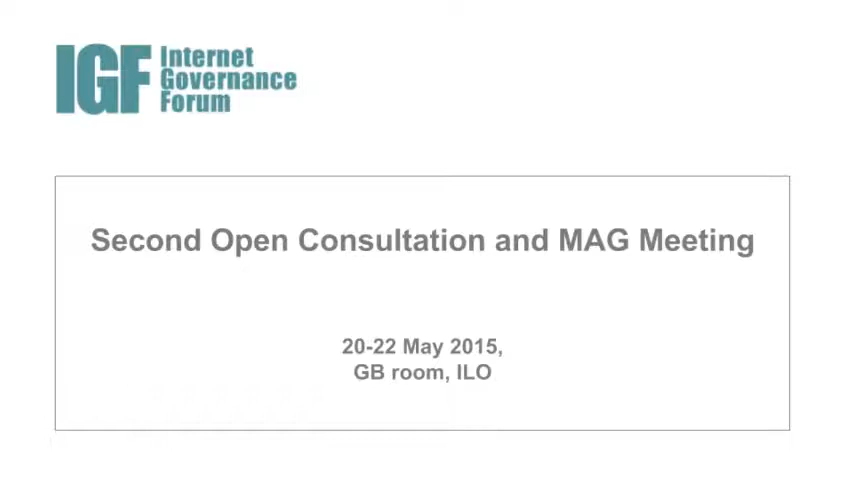 IGF
Internet
Governance
Forum
Second Open Consultation and MAG Meeting
20-22 May 2015,
GB room, ILO